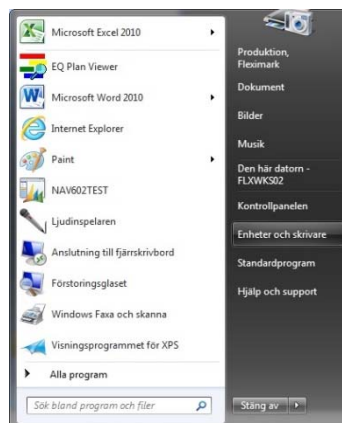 Microsoft Excel 2010
EQ Plan Viewer
Microsoft Word 2010
Internet Explorer
Paint
NAV602TEST
Ljudinspelaren
Anslutning till fjärrskrivbord
Förstoringsglaset
Windows Faxa och skanna
Visningsprogrammet för XPS
Alla program
Sök bland program och filer
Produktion,
Fleximark
Dokument
Bilder
Musik
Den här datorn -
FLXWKS02
Kontrollpanelen
Enheter och skrivare
Standardprogram
Hjälp och support
Stäng av